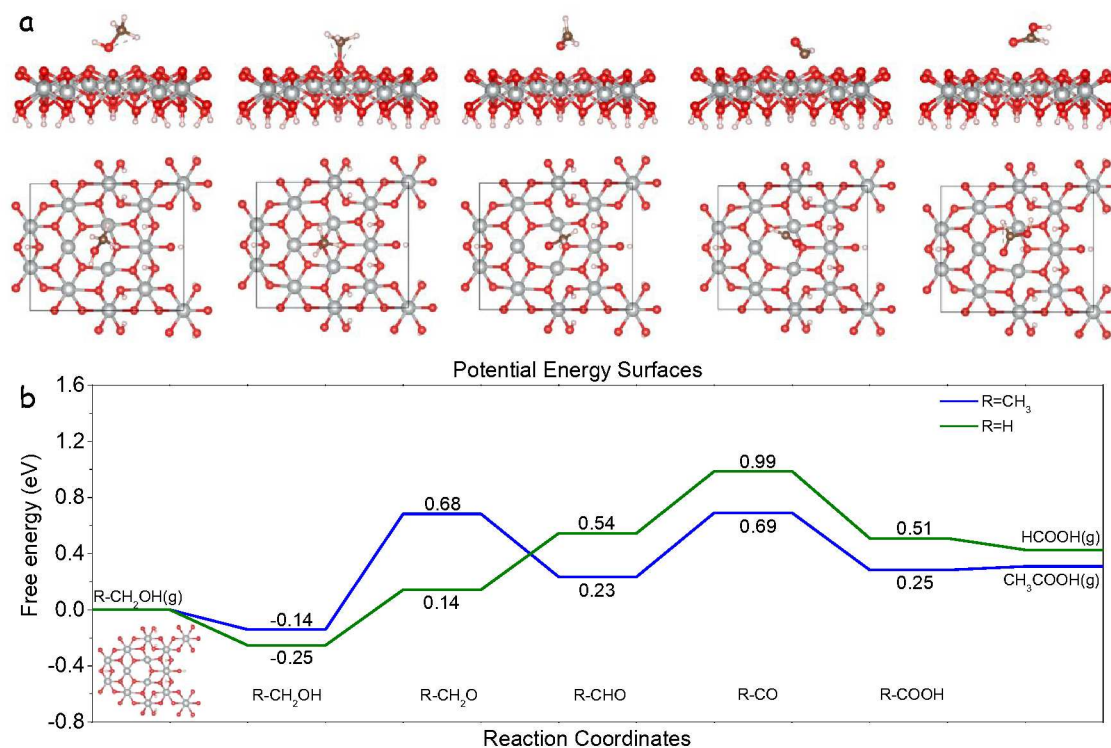 a
Potential Energy Surfaces
b
1.6
1.2
0.8
0.4
0.0
-0.4
-0.8
Free energy (eV)
R=CH₃
R=H
R-CH₂OH(g)
-0.14
-0.25
0.68
0.14
0.54
0.23
0.99
0.69
0.51
0.25
HCOOH(g)
CH₃COOH(g)
R-CH₂OH
R-CH₂O
R-CHO
R-CO
R-COOH
Reaction Coordinates